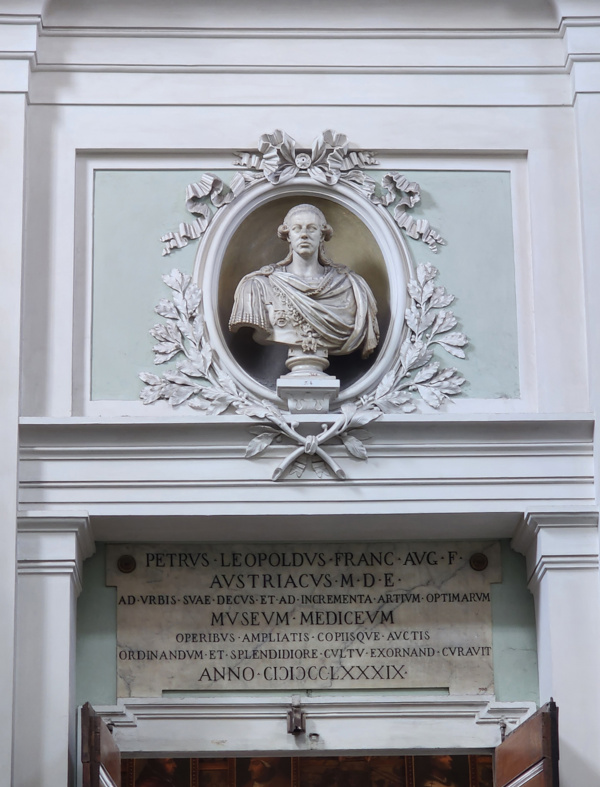 PETRVS · LEOPOLDVS · FRANC · AVG · F ·
AVSTRIACVS · M · D · E ·
AD · VRBIS · SVAE · DECVS · ET · AD · INCREMENTA · ARTIVM · OPTIMARVM
MVSEVM · MEDICEVM
OPERIBVS · AMPLIATIS · COPIISQVE · AVCTIS
ORDINANDVM · ET · SPLENDIDIORE · CVLTV · EXORNAND · CVRAVIT
ANNO · CIƆIƆCCLXXXIX ·